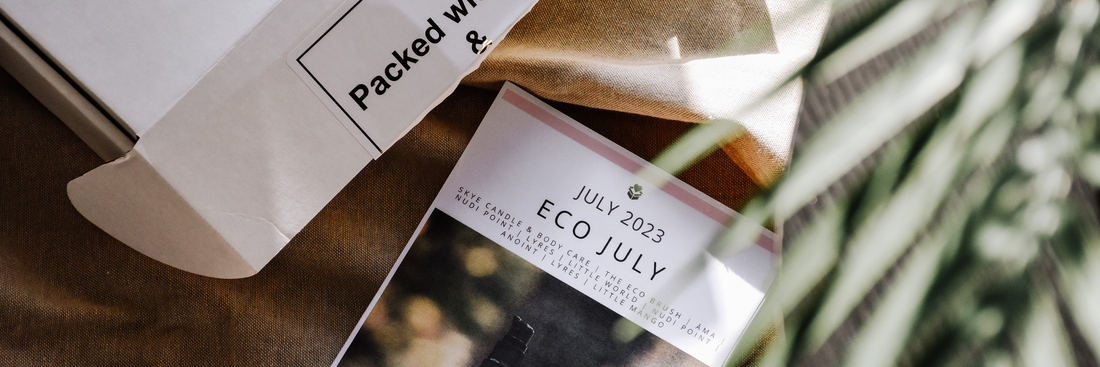 Packed
&
JULY 2023
ECO JULY
SKYE CANDLE & BODY CARE | THE ECO BRUSH | ÀMA |
NUDI POINT | LYRES | LITTLE WORLD | NUDI POINT |
ANOINT | LYRES | LITTLE MANGO